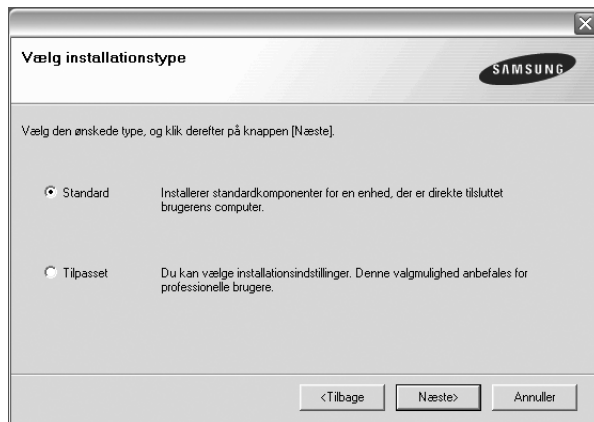 Vælg installationstype
SAMSUNG
Vælg den ønskede type, og klik derefter på knappen [Næste].
Standard
Installerer standardkomponenter for en enhed, der er direkte tilsluttet
brugerens computer.
Tilpasset
Du kan vælge installationsindstillinger. Denne valgmulighed anbefales for
professionelle brugere.
<Tilbage
Næste>
Annuller